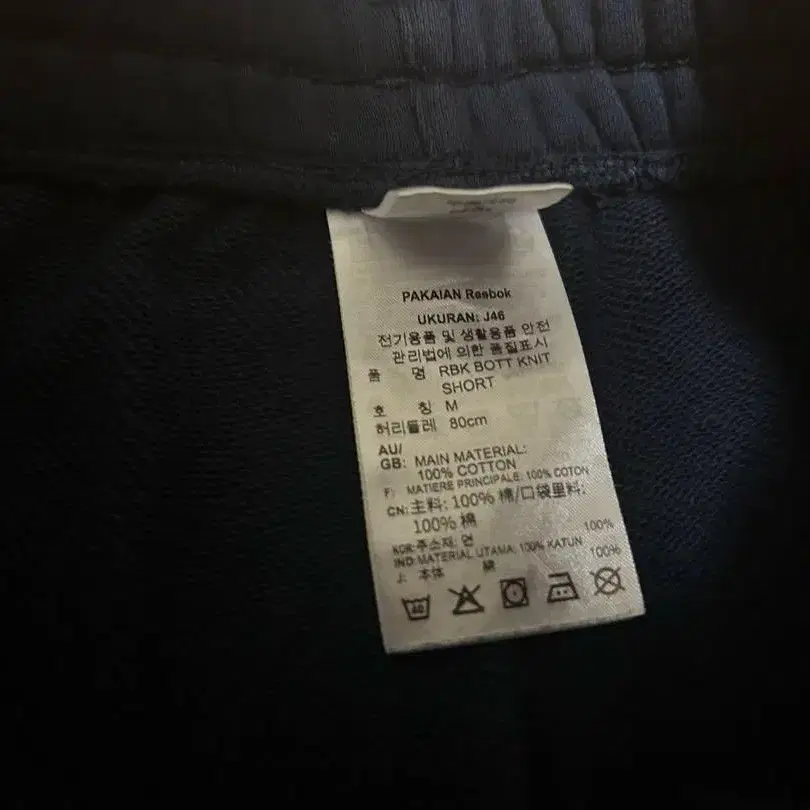 PAKAIAN Reebok
UKURAN: J46
전기용품 및 생활용품 안전
관리법에 의한 품질표시
품 명 RBK BOTT KNIT
SHORT
호 칭 M
허리둘레 80cm
AU/
GB: MAIN MATERIAL:
100% COTTON
F: MATIERE PRINCIPALE: 100% COTON
CN: 主料: 100% 棉/口袋里料:
100% 棉
KOR: 주소재: 면 100%
IND: MATERIAL UTAMA: 100% KATUN
J: 本体 綿 100%
40